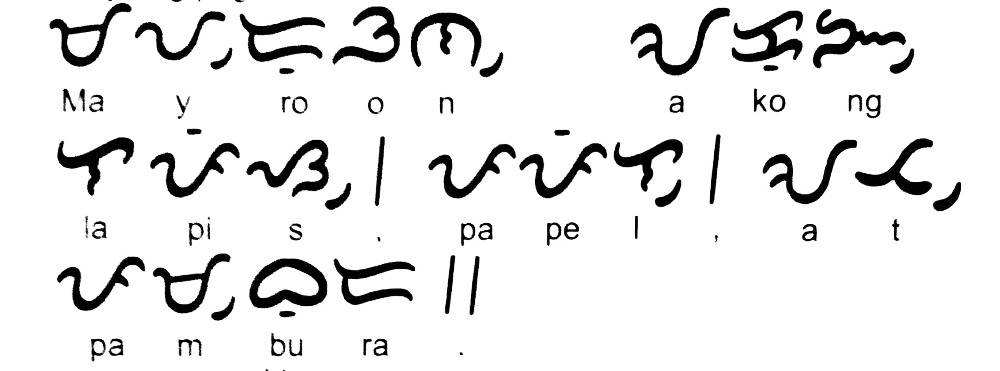 ᜋᜌ᜔ᜇᜓᜂᜈ᜔ ᜀᜃᜓᜅ᜔
Ma y ro o n a ko ng
ᜎᜉᜒᜐ᜔᜵ ᜉᜉᜒᜎ᜔᜵ ᜀᜆ᜔
la pi s , pa pe l , a t
ᜉᜋ᜔ᜊᜓᜇ᜶
pa m bu ra .